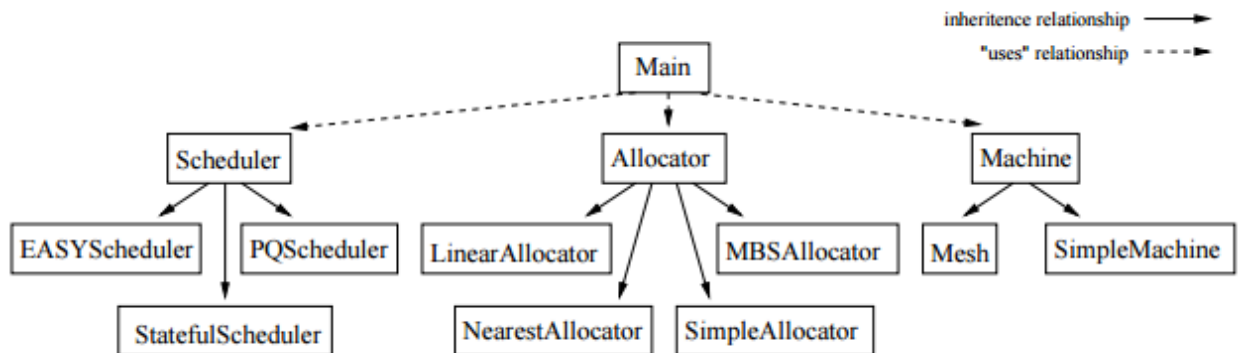 inheritence relationship
"uses" relationship
Main
Scheduler
Allocator
Machine
EASYScheduler
PQScheduler
LinearAllocator
MBSAllocator
Mesh
SimpleMachine
StatefulScheduler
NearestAllocator
SimpleAllocator